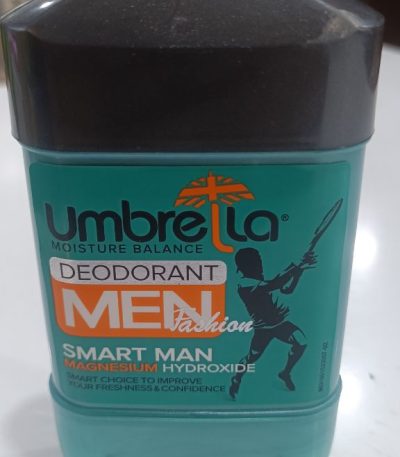 umbrella®
MOISTURE BALANCE
DEODORANT
MEN
Fashion
SMART MAN
MAGNESIUM HYDROXIDE
SMART CHOICE TO IMPROVE
YOUR FRESHNESS & CONFIDENCE